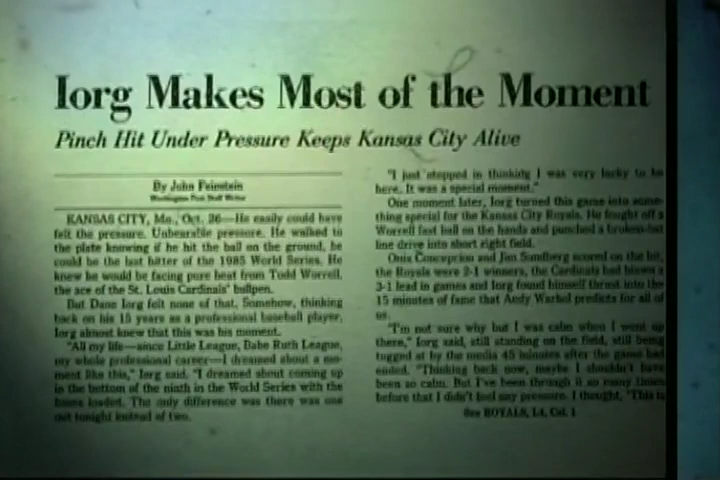 Iorg Makes Most of the Moment
Pinch Hit Under Pressure Keeps Kansas City Alive
By John Feinstein
Washington Post Staff Writer
KANSAS CITY, Mo., Oct. 26—He easily could have
felt the pressure. Unbearable pressure. He walked to
the plate knowing if he hit the ball on the ground, he
could be the last hitter of the 1985 World Series. He
knew he would be facing pure heat from Todd Worrell,
the ace of the St. Louis Cardinals' bullpen.
But Dane Iorg felt none of that. Somehow, thinking
back on his 15 years as a professional baseball player,
Iorg almost knew that this was his moment.
"All my life—since Little League, Babe Ruth League,
my whole professional career—I dreamed about a mo-
ment like this," Iorg said. "I dreamed about coming up
in the bottom of the ninth in the World Series with the
bases loaded. The only difference was there was one
out tonight instead of two.
"I just stepped in thinking I was very lucky to be
here. It was a special moment."
One moment later, Iorg turned this game into some-
thing special for the Kansas City Royals. He fought off a
Worrell fast ball on the hands and punched a broken-bat
line drive into short right field.
Onix Concepcion and Jim Sundberg scored on the hit,
the Royals were 2-1 winners, the Cardinals had blown a
3-1 lead in games and Iorg found himself thrust into the
15 minutes of fame that Andy Warhol predicts for all of
us.
"I'm not sure why but I was calm when I went up
there," Iorg said, still standing on the field, still being
tugged at by the media 45 minutes after the game had
ended. "Thinking back now, maybe I shouldn't have
been so calm. But I've been through it so many times
before that I didn't feel any pressure. I thought, 'This is
See ROYALS, L4, Col. 1